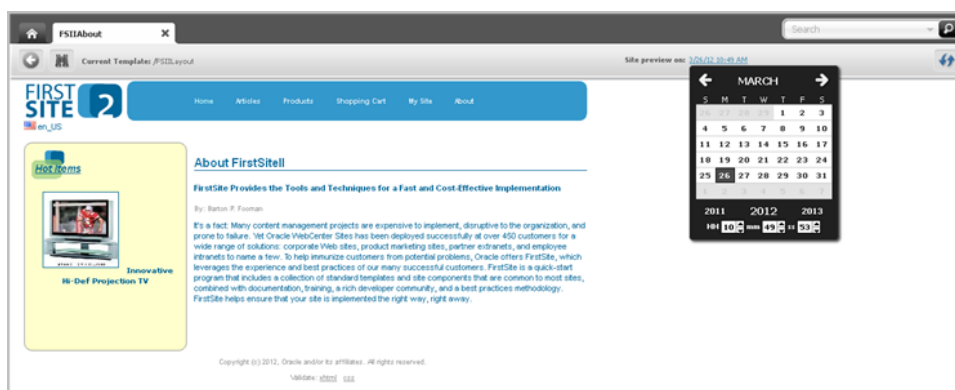 FSIIAbout
Search
Current Template: /FSIILayout
Site preview on: 3/26/12 10:49 AM
FIRST
SITE 2
en_US
Home Articles Products Shopping Cart My Site About
MARCH
S M T W T F S
26 27 28 29 1 2 3
4 5 6 7 8 9 10
11 12 13 14 15 16 17
18 19 20 21 22 23 24
25 26 27 28 29 30 31
1 2 3 4 5 6 7
2011 2012 2013
HH 10 mm 49 ss 53
Hot Items
Innovative
Hi-Def Projection TV
About FirstSiteII
FirstSite Provides the Tools and Techniques for a Fast and Cost-Effective Implementation
By: Barton P. Fooman
It's a fact: Many content management projects are expensive to implement, disruptive to the organization, and
prone to failure. Yet Oracle WebCenter Sites has been deployed successfully at over 450 customers for a
wide range of solutions: corporate Web sites, product marketing sites, partner extranets, and employee
intranets to name a few. To help immunize customers from potential problems, Oracle offers FirstSite, which
leverages the experience and best practices of our many successful customers. FirstSite is a quick-start
program that includes a collection of standard templates and site components that are common to most sites,
combined with documentation, training, a rich developer community, and a best practices methodology.
FirstSite helps ensure that your site is implemented the right way, right away.
Copyright (c) 2012, Oracle and/or its affiliates. All rights reserved.
Validate: xhtml css